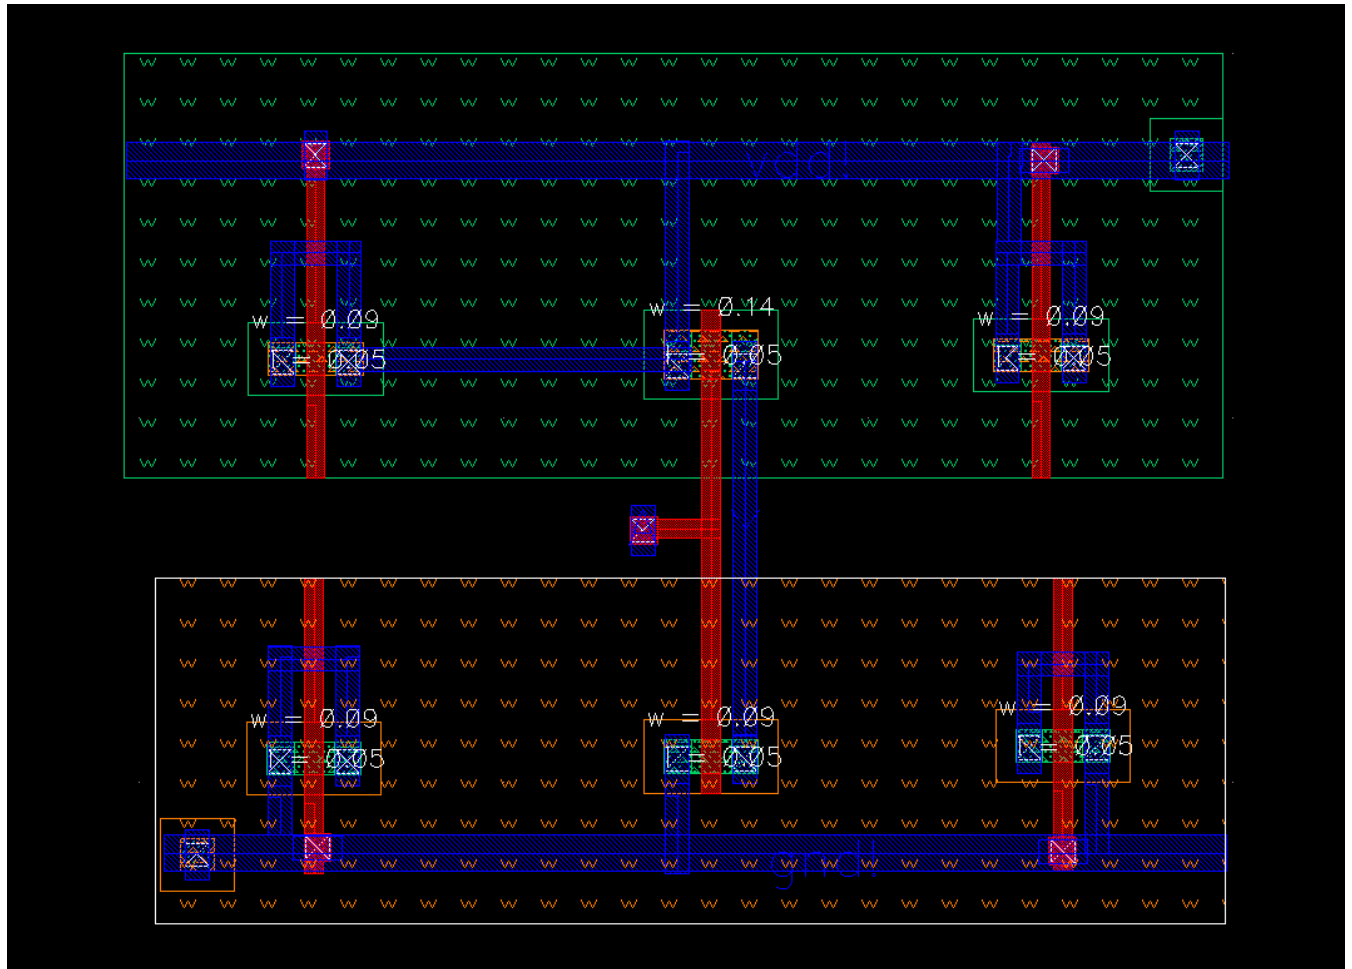 vdd!
w = 0.14
w = 0.09
w = 0.09
= 0.05
= 0.05
= 0.05
w = 0.09
w = 0.09
w = 0.09
= 0.05
= 0.05
= 0.05
gnd!